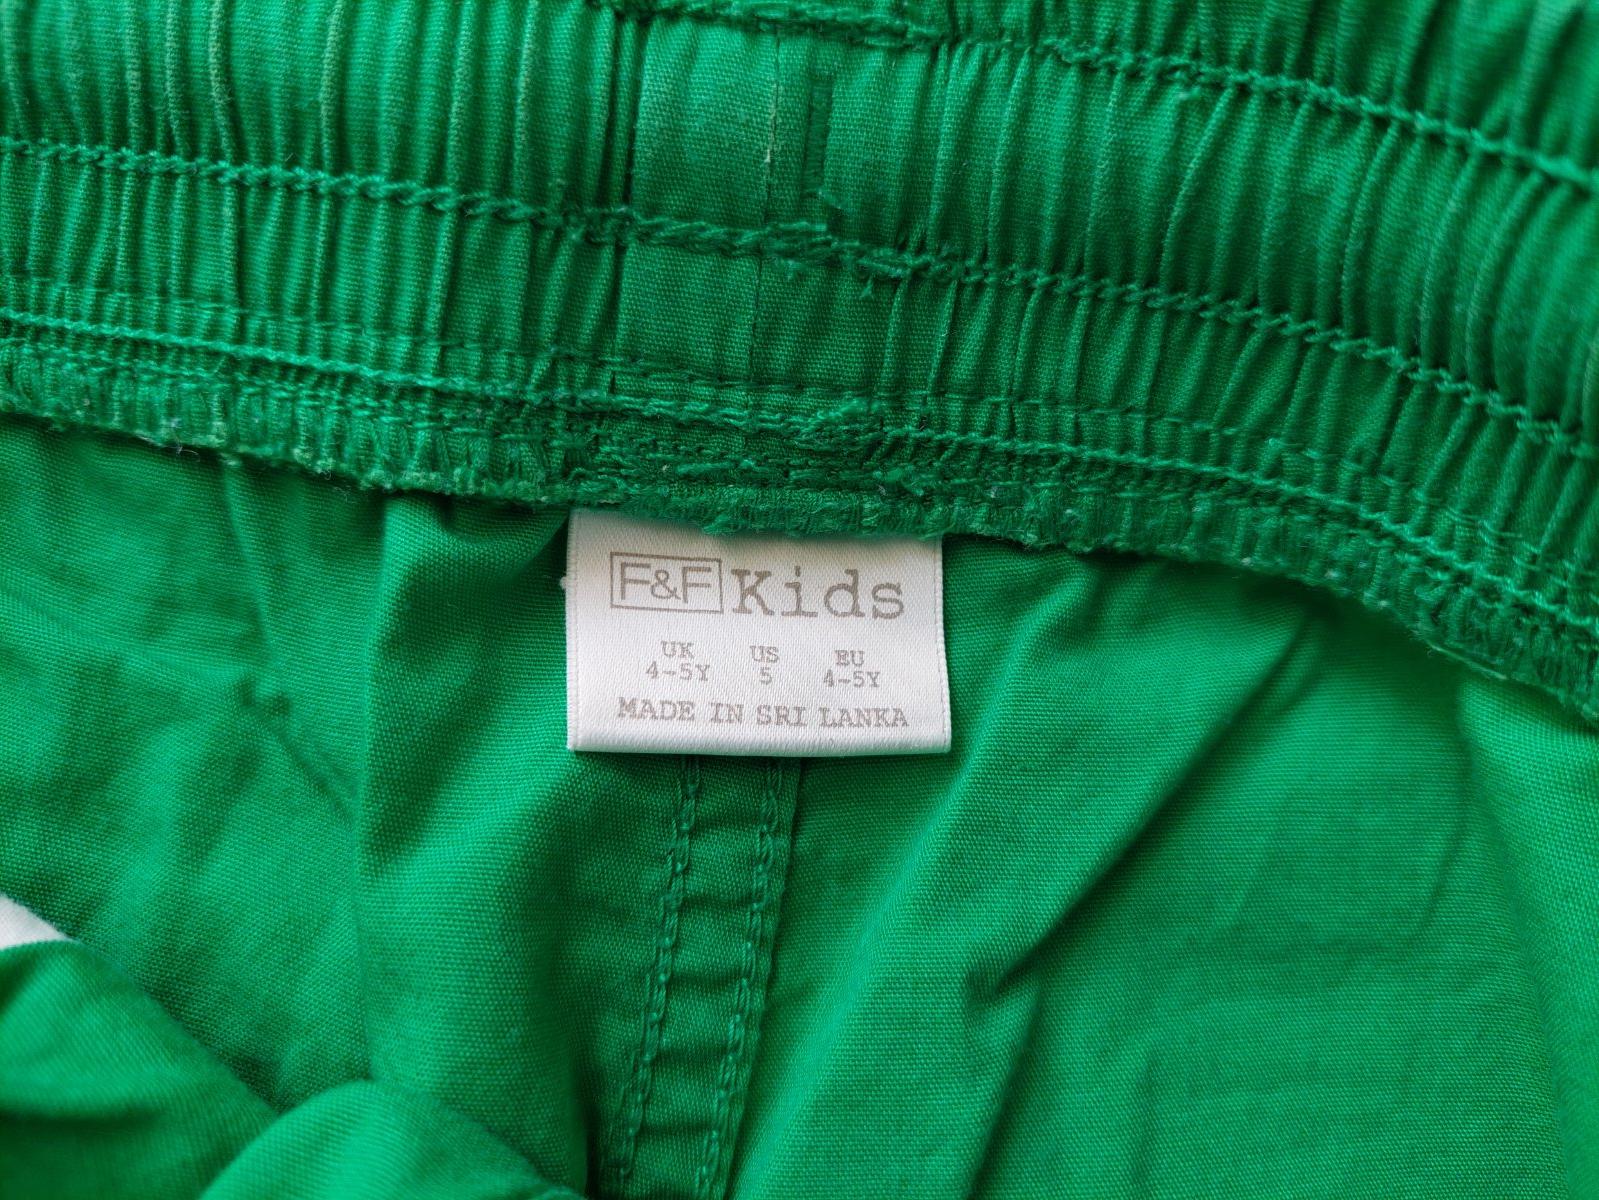 F&F Kids
UK US EU
4-5Y 5 4-5Y
MADE IN SRI LANKA